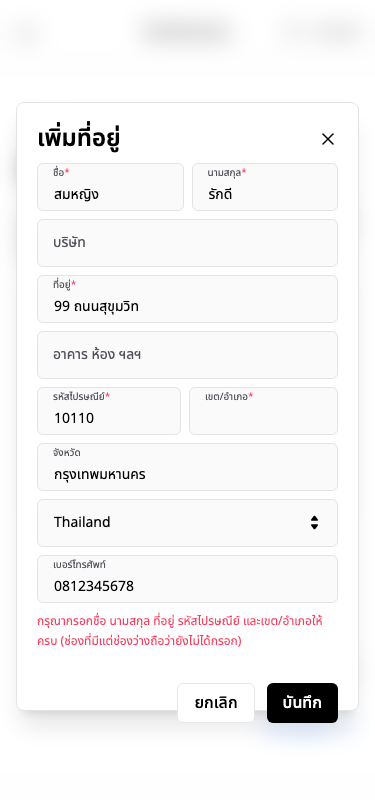 เพิ่มที่อยู่
ชื่อ* นามสกุล*
สมหญิง รักดี
บริษัท
ที่อยู่*
99 ถนนสุขุมวิท
อาคาร ห้อง ฯลฯ
รหัสไปรษณีย์* เขต/อำเภอ*
10110
จังหวัด
กรุงเทพมหานคร
Thailand
เบอร์โทรศัพท์
0812345678
กรุณากรอกชื่อ นามสกุล ที่อยู่ รหัสไปรษณีย์ และเขต/อำเภอให้
ครบ (ช่องที่มีแต่ช่องว่างถือว่ายังไม่ได้กรอก)
ยกเลิก บันทึก